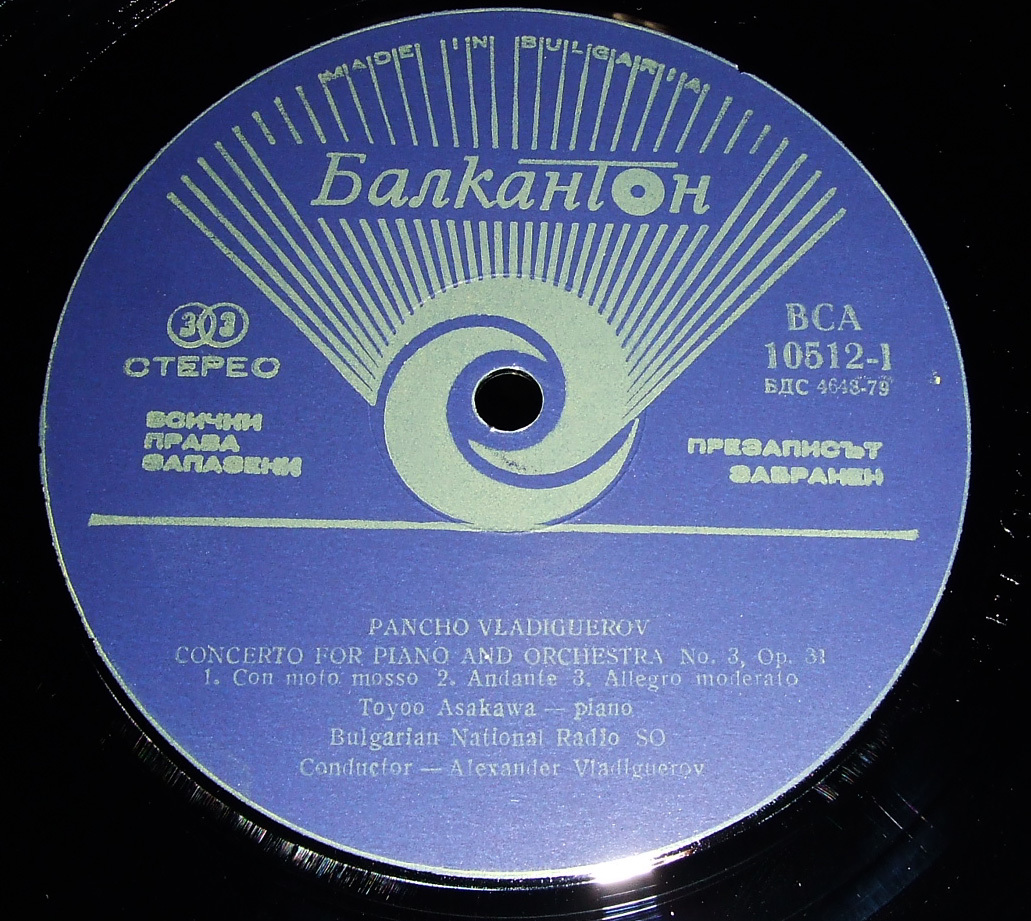 MADE IN BULGARIA
Балкантон
33
СТЕРЕО
ВСИЧКИ
ПРАВА
ЗАПАЗЕНИ
ВСА
10512-1
БДС 4648-79
ПРЕЗАПИСЪТ
ЗАБРАНЕН
PANCHO VLADIGUEROV
CONCERTO FOR PIANO AND ORCHESTRA No. 3, Op. 31
1. Con moto mosso 2. Andante 3. Allegro moderato
Toyoo Asakawa — piano
Bulgarian National Radio SO
Conductor — Alexander Vladiguerov